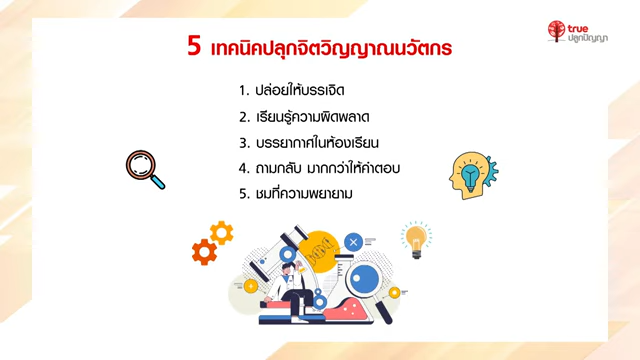 true
ปลูกปัญญา
5 เทคนิคปลุกจิตวิญญาณนวัตกร
1. ปล่อยให้บรรเจิด
2. เรียนรู้ความผิดพลาด
3. บรรยากาศในห้องเรียน
4. ถามกลับ มากกว่าให้คำตอบ
5. ชมที่ความพยายาม